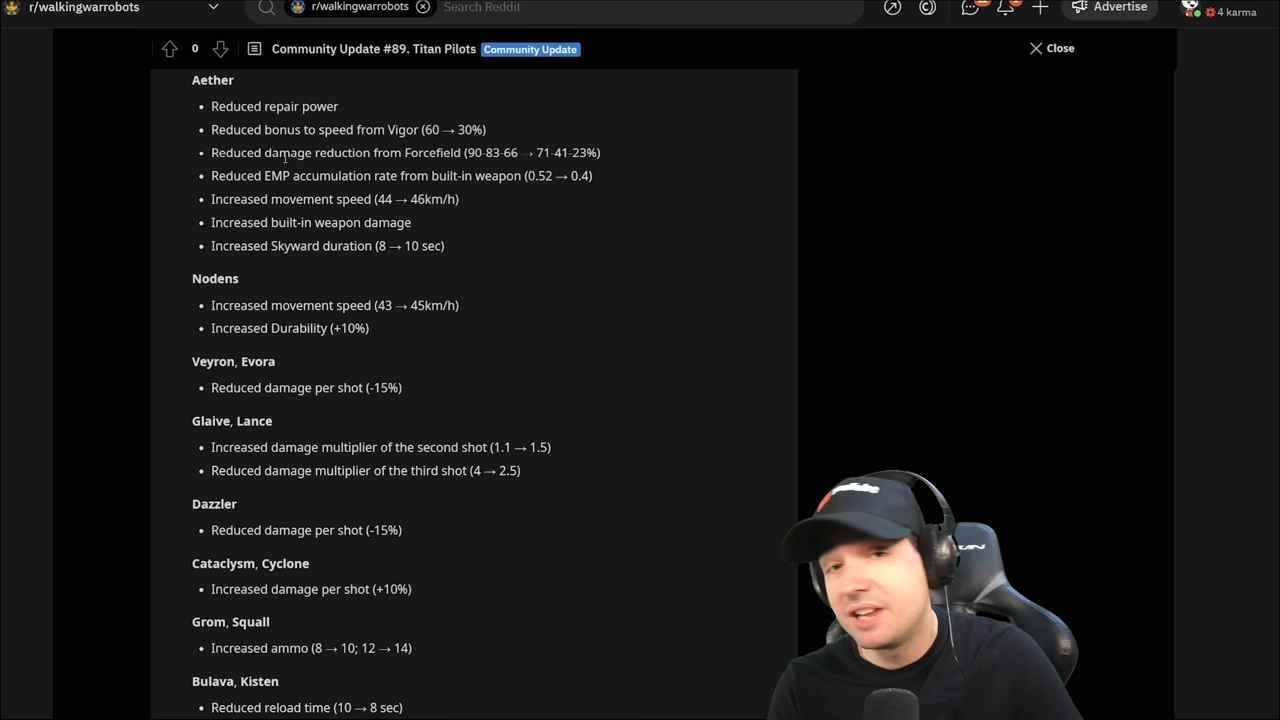 r/walkingwarrobots
r/walkingwarrobots
Search Reddit
Advertise
4 karma
0
Community Update #89. Titan Pilots
Community Update
Close
Aether
• Reduced repair power
• Reduced bonus to speed from Vigor (60 → 30%)
• Reduced damage reduction from Forcefield (90-83-66 → 71-41-23%)
• Reduced EMP accumulation rate from built-in weapon (0.52 → 0.4)
• Increased movement speed (44 → 46km/h)
• Increased built-in weapon damage
• Increased Skyward duration (8 → 10 sec)
Nodens
• Increased movement speed (43 → 45km/h)
• Increased Durability (+10%)
Veyron, Evora
• Reduced damage per shot (-15%)
Glaive, Lance
• Increased damage multiplier of the second shot (1.1 → 1.5)
• Reduced damage multiplier of the third shot (4 → 2.5)
Dazzler
• Reduced damage per shot (-15%)
Cataclysm, Cyclone
• Increased damage per shot (+10%)
Grom, Squall
• Increased ammo (8 → 10; 12 → 14)
Bulava, Kisten
• Reduced reload time (10 → 8 sec)